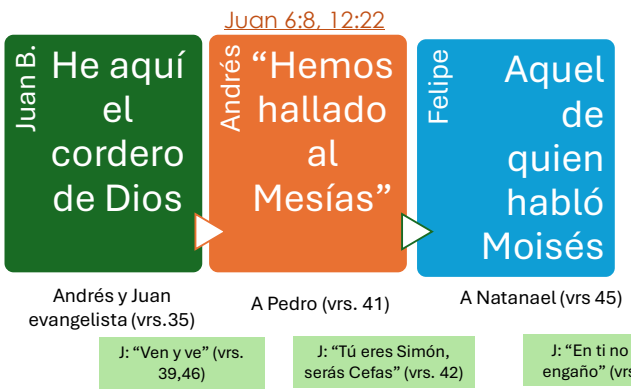 Juan 6:8, 12:22
Juan B.
He aquí
el
cordero
de Dios
Andrés
“Hemos
hallado
al
Mesías”
Felipe
Aquel
de
quien
habló
Moisés
Andrés y Juan
evangelista (vrs.35)
A Pedro (vrs. 41)
A Natanael (vrs 45)
J: “Ven y ve” (vrs.
39,46)
J: “Tú eres Simón,
serás Cefas” (vrs. 42)
J: “En ti no
engaño” (vrs